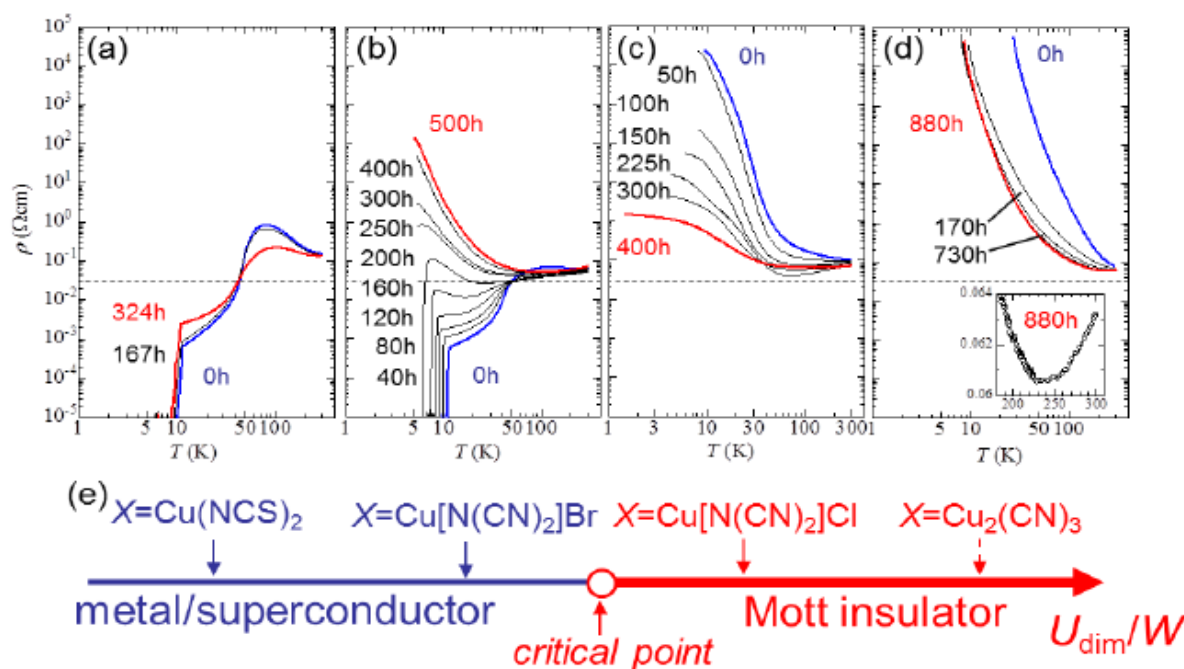 (a)
(b)
(c)
(d)
10^5
10^4
10^3
10^2
10^1
10^0
10^-1
10^-2
10^-3
10^-4
10^-5
ρ (Ωcm)
324h
167h
0h
500h
400h
300h
250h
200h
160h
120h
80h
40h
0h
0h
50h
100h
150h
225h
300h
400h
0h
880h
170h
730h
0.064
0.062
0.06
880h
200 240 300
1 5 10 50 100
1 5 10 50 100
1 3 10 30 100 300
1 5 10 50 100
T (K)
T (K)
T (K)
T (K)
(e)
X=Cu(NCS)₂
X=Cu[N(CN)₂]Br
X=Cu[N(CN)₂]Cl
X=Cu₂(CN)₃
metal/superconductor
Mott insulator
critical point
U_dim/W